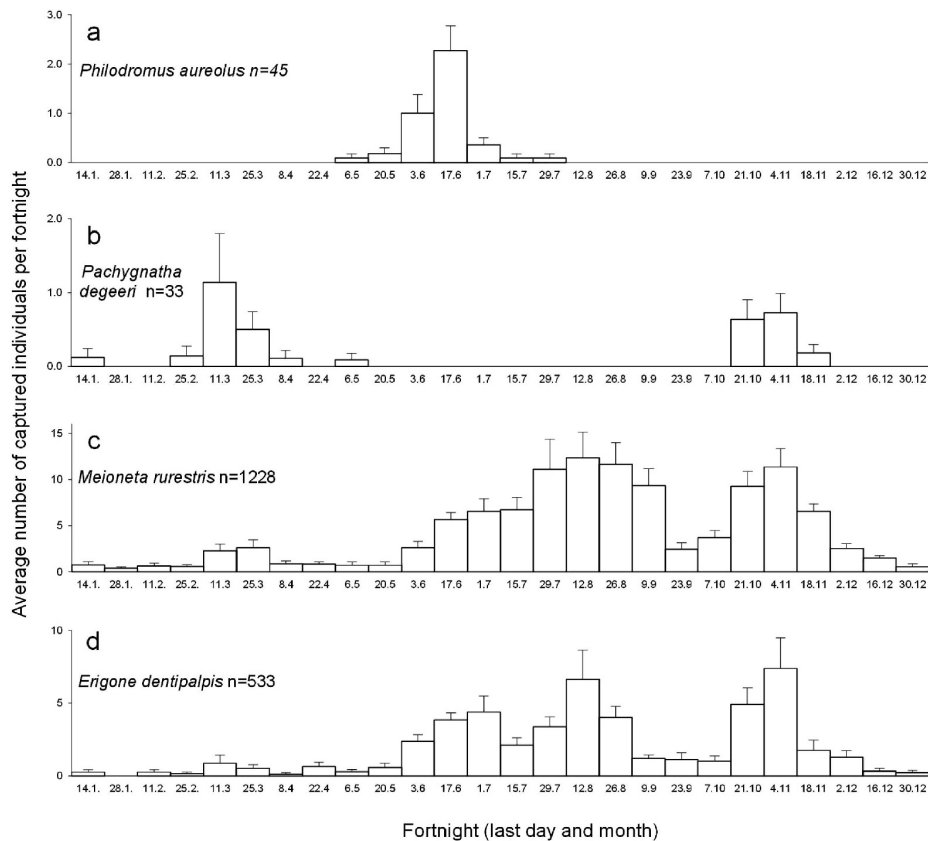 Average number of captured individuals per fortnight
a
Philodromus aureolus n=45
3.0
2.0
1.0
0.0
14.1. 28.1. 11.2. 25.2. 11.3 25.3 8.4 22.4 6.5 20.5 3.6 17.6 1.7 15.7 29.7 12.8 26.8 9.9 23.9 7.10 21.10 4.11 18.11 2.12 16.12 30.12
b
Pachygnatha
degeeri n=33
2.0
1.0
0.0
14.1. 28.1. 11.2. 25.2. 11.3 25.3 8.4 22.4 6.5 20.5 3.6 17.6 1.7 15.7 29.7 12.8 26.8 9.9 23.9 7.10 21.10 4.11 18.11 2.12 16.12 30.12
c
Meioneta rurestris n=1228
15
10
5
0
14.1. 28.1. 11.2. 25.2. 11.3 25.3 8.4 22.4 6.5 20.5 3.6 17.6 1.7 15.7 29.7 12.8 26.8 9.9 23.9 7.10 21.10 4.11 18.11 2.12 16.12 30.12
d
Erigone dentipalpis n=533
10
5
0
14.1. 28.1. 11.2. 25.2. 11.3 25.3 8.4 22.4 6.5 20.5 3.6 17.6 1.7 15.7 29.7 12.8 26.8 9.9 23.9 7.10 21.10 4.11 18.11 2.12 16.12 30.12
Fortnight (last day and month)